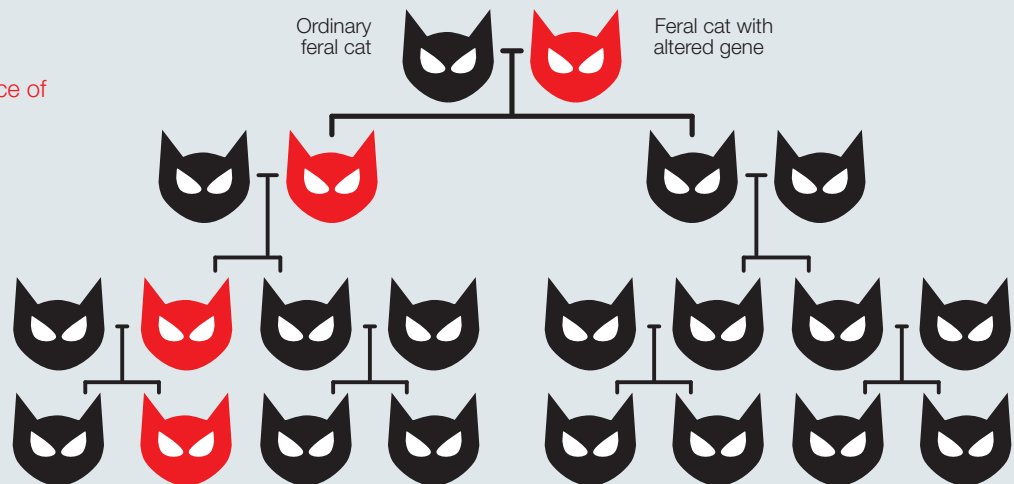 Ordinary
feral cat
Feral cat with
altered gene
ce of